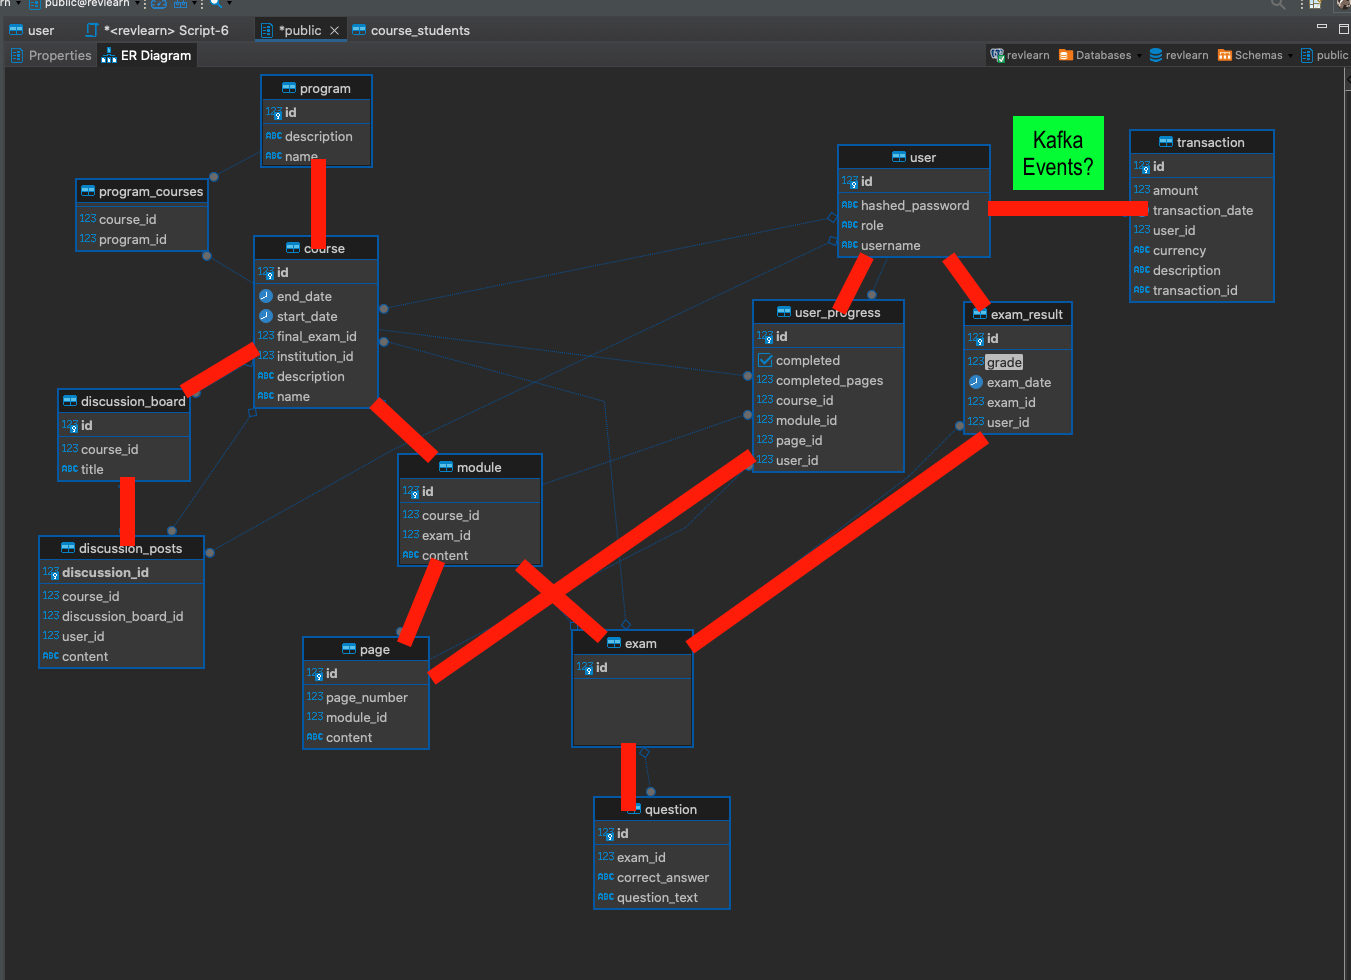 public@revlearn
user
*<revlearn> Script-6
*public
course_students
Properties
ER Diagram
revlearn
Databases
revlearn
Schemas
public
program
123 id
ABC description
ABC name
program_courses
123 course_id
123 program_id
course
123 id
end_date
start_date
123 final_exam_id
123 institution_id
ABC description
ABC name
discussion_board
123 id
123 course_id
ABC title
discussion_posts
123 discussion_id
123 course_id
123 discussion_board_id
123 user_id
ABC content
module
123 id
123 course_id
123 exam_id
ABC content
page
123 id
123 page_number
123 module_id
ABC content
exam
123 id
question
123 id
123 exam_id
ABC correct_answer
ABC question_text
user
123 id
ABC hashed_password
ABC role
ABC username
user_progress
123 id
completed
123 completed_pages
123 course_id
123 module_id
123 page_id
123 user_id
exam_result
123 id
123 grade
exam_date
123 exam_id
123 user_id
Kafka
Events?
transaction
123 id
123 amount
transaction_date
123 user_id
ABC currency
ABC description
ABC transaction_id